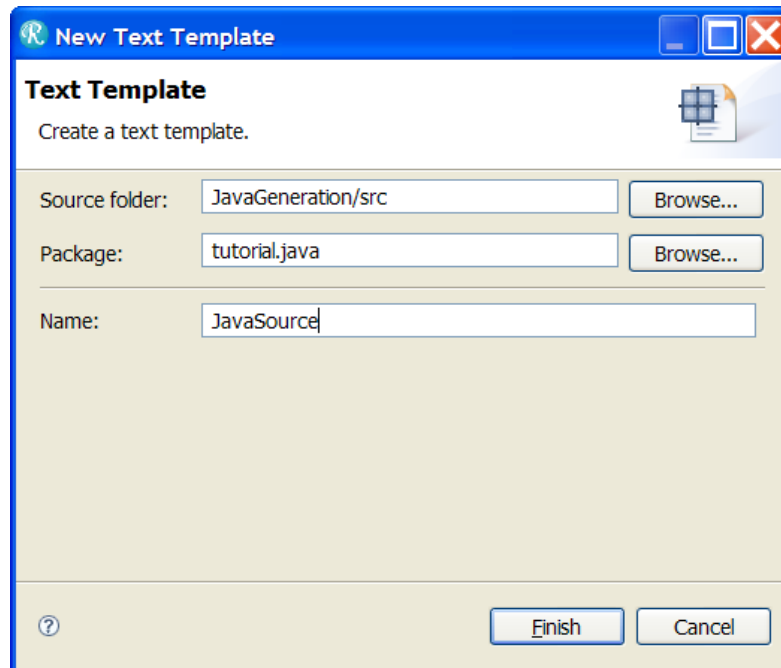 New Text Template
Text Template
Create a text template.
Source folder: JavaGeneration/src Browse...
Package: tutorial.java Browse...
Name: JavaSource
? Finish Cancel